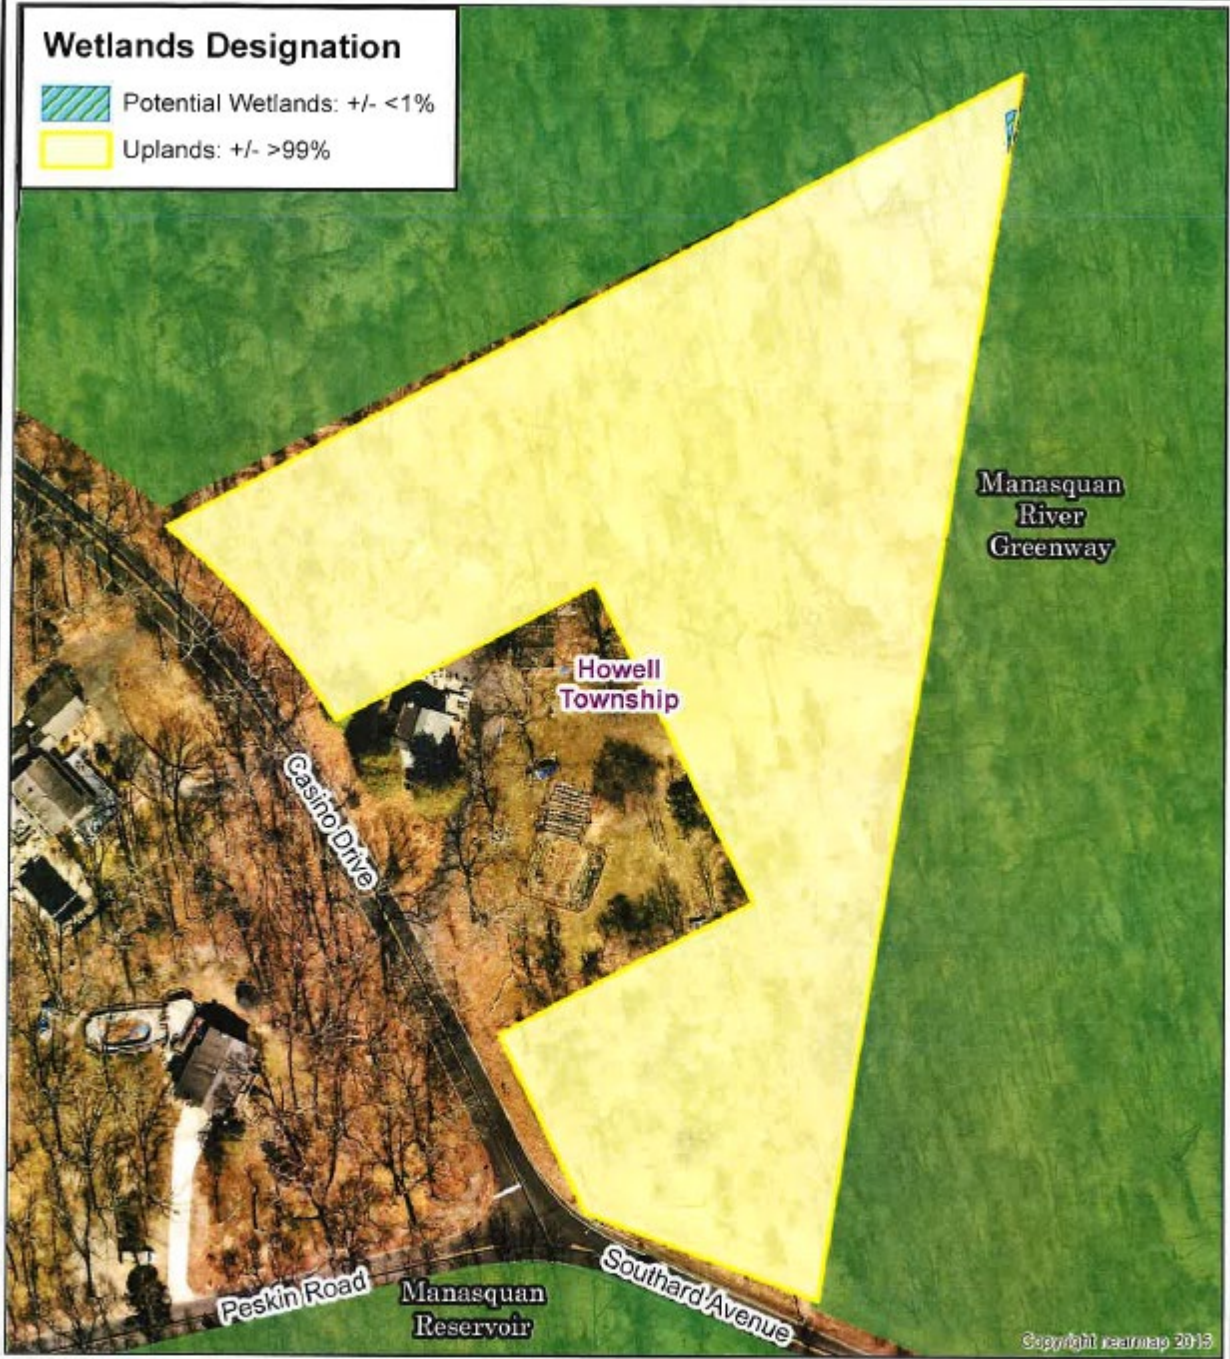 Wetlands Designation
Potential Wetlands: +/- <1%
Uplands: +/- >99%
Manasquan
River
Greenway
Howell
Township
Casino Drive
Southard Avenue
Peskin Road
Manasquan
Reservoir
Copyright nearmap 2015